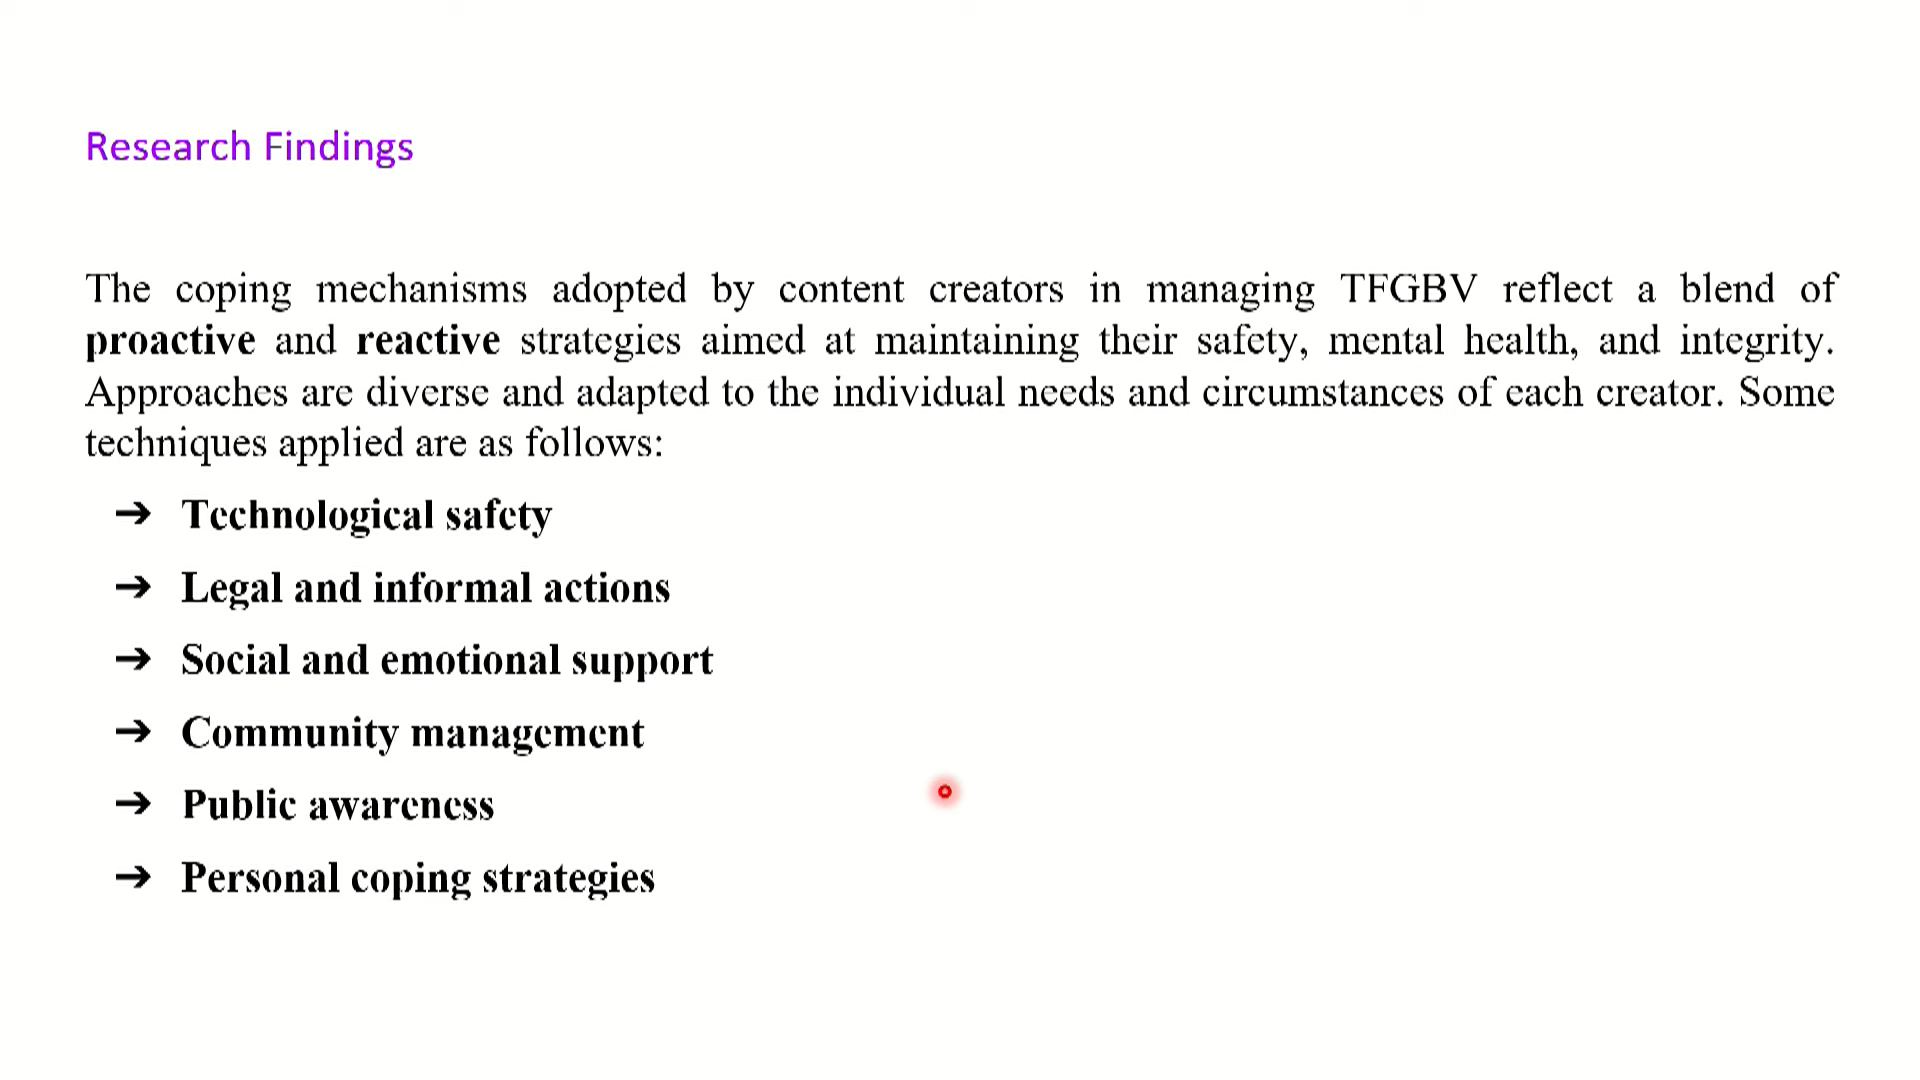 Research Findings
The coping mechanisms adopted by content creators in managing TFGBV reflect a blend of
proactive and reactive strategies aimed at maintaining their safety, mental health, and integrity.
Approaches are diverse and adapted to the individual needs and circumstances of each creator. Some
techniques applied are as follows:
➔ Technological safety
➔ Legal and informal actions
➔ Social and emotional support
➔ Community management
➔ Public awareness
➔ Personal coping strategies